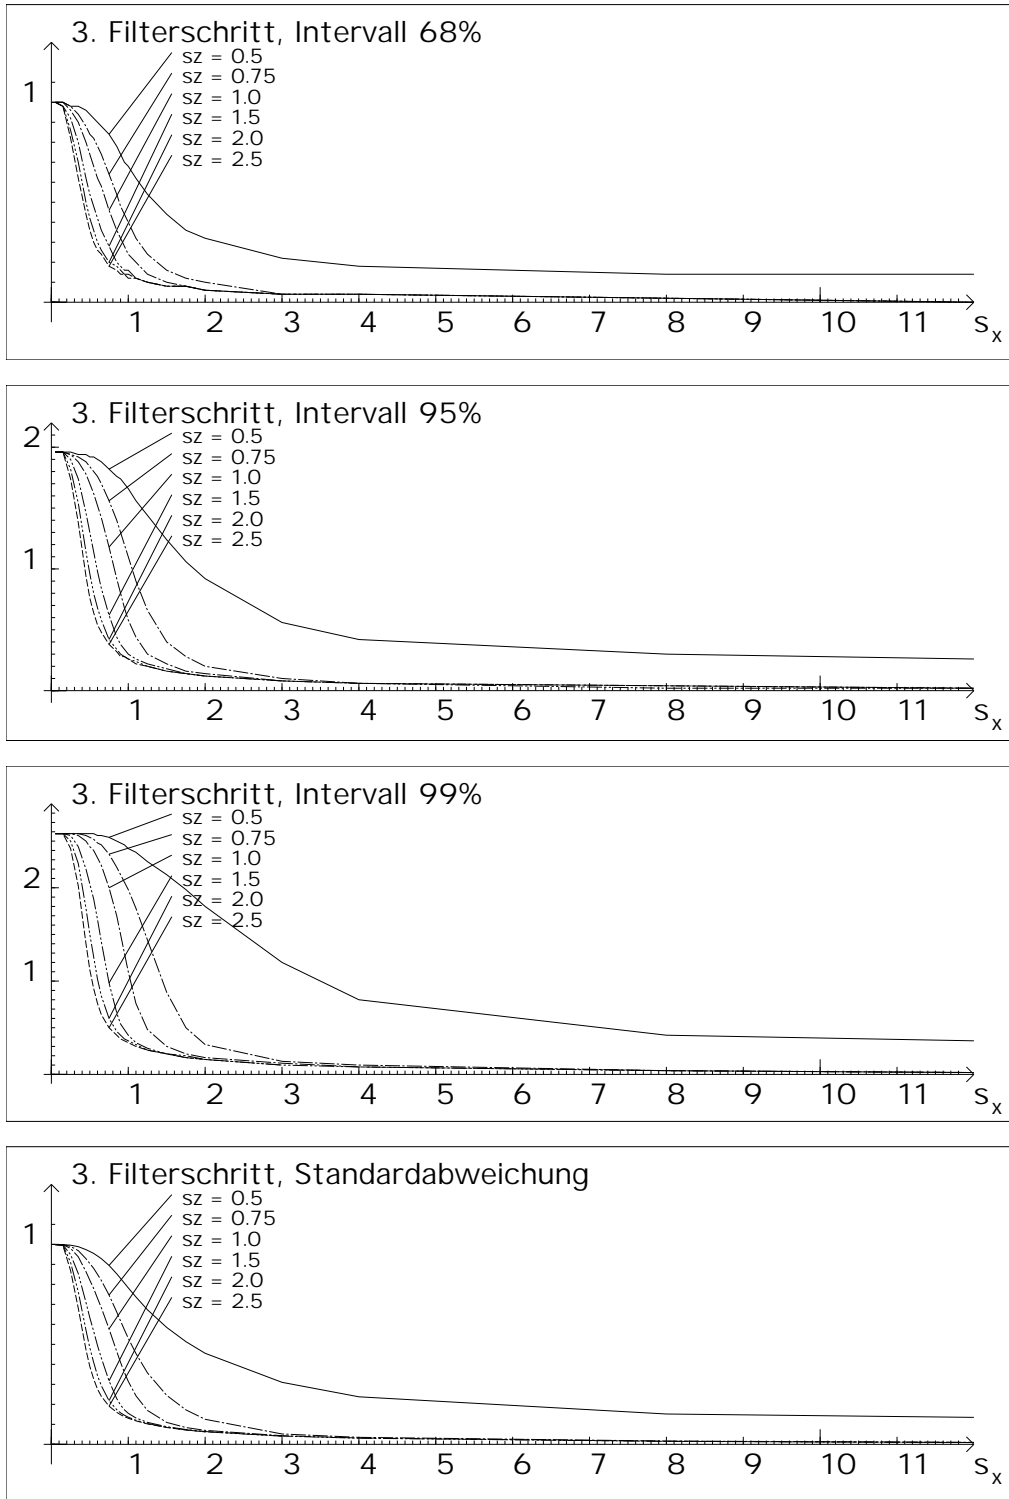 3. Filterschritt, Intervall 68%
sz = 0.5
sz = 0.75
sz = 1.0
sz = 1.5
sz = 2.0
sz = 2.5
1
1 2 3 4 5 6 7 8 9 10 11 s_x
3. Filterschritt, Intervall 95%
sz = 0.5
sz = 0.75
sz = 1.0
sz = 1.5
sz = 2.0
sz = 2.5
2
1
1 2 3 4 5 6 7 8 9 10 11 s_x
3. Filterschritt, Intervall 99%
sz = 0.5
sz = 0.75
sz = 1.0
sz = 1.5
sz = 2.0
sz = 2.5
2
1
1 2 3 4 5 6 7 8 9 10 11 s_x
3. Filterschritt, Standardabweichung
sz = 0.5
sz = 0.75
sz = 1.0
sz = 1.5
sz = 2.0
sz = 2.5
1
1 2 3 4 5 6 7 8 9 10 11 s_x